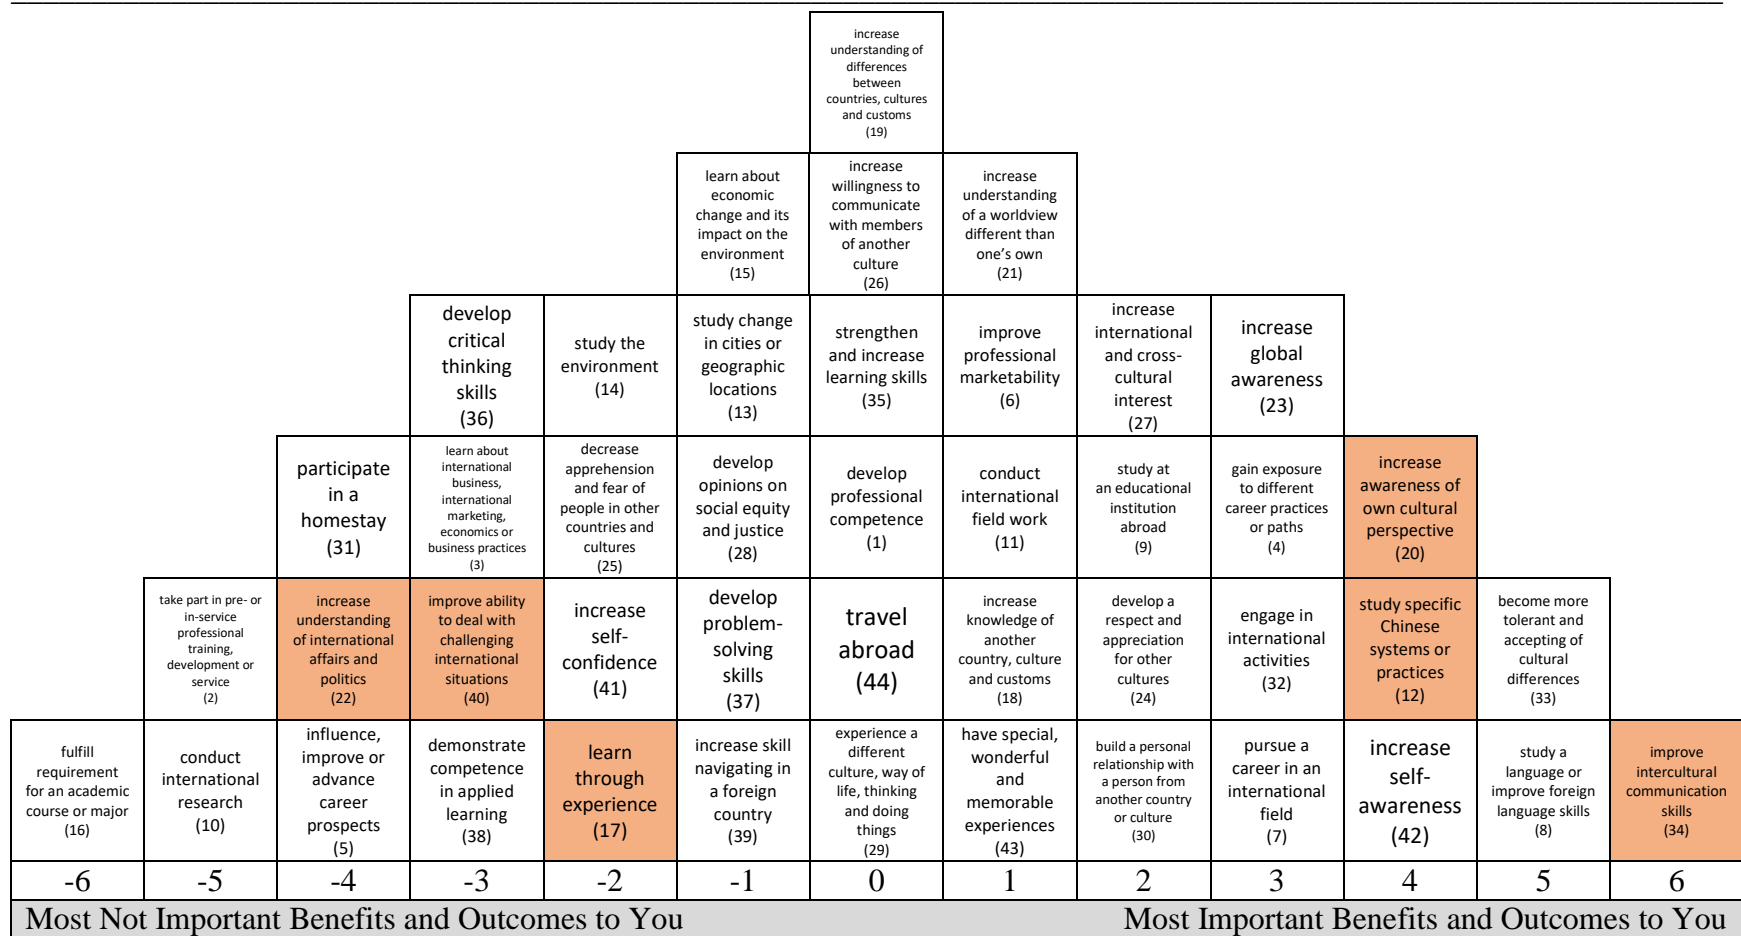 increase
understanding of
differences
between
countries, cultures
and customs
(19)
learn about
economic
change and its
impact on the
environment
(15)
increase
willingness to
communicate
with members
of another
culture
(26)
increase
understanding
of a worldview
different than
one’s own
(21)
develop
critical
thinking
skills
(36)
study the
environment
(14)
study change
in cities or
geographic
locations
(13)
strengthen
and increase
learning skills
(35)
improve
professional
marketability
(6)
increase
international
and cross-
cultural
interest
(27)
increase
global
awareness
(23)
participate
in a
homestay
(31)
learn about
international
business,
international
marketing,
economics or
business practices
(3)
decrease
apprehension
and fear of
people in other
countries and
cultures
(25)
develop
opinions on
social equity
and justice
(28)
develop
professional
competence
(1)
conduct
international
field work
(11)
study at
an educational
institution
abroad
(9)
gain exposure
to different
career practices
or paths
(4)
increase
awareness of
own cultural
perspective
(20)
take part in pre- or
in-service
professional
training,
development or
service
(2)
increase
understanding
of international
affairs and
politics
(22)
improve ability
to deal with
challenging
international
situations
(40)
increase
self-
confidence
(41)
develop
problem-
solving
skills
(37)
travel
abroad
(44)
increase
knowledge of
another
country, culture
and customs
(18)
develop a
respect and
appreciation
for other
cultures
(24)
engage in
international
activities
(32)
study specific
Chinese
systems or
practices
(12)
become more
tolerant and
accepting of
cultural
differences
(33)
fulfill
requirement
for an academic
course or major
(16)
conduct
international
research
(10)
influence,
improve or
advance
career
prospects
(5)
demonstrate
competence
in applied
learning
(38)
learn
through
experience
(17)
increase skill
navigating in
a foreign
country
(39)
experience a
different
culture, way of
life, thinking
and doing
things
(29)
have special,
wonderful
and
memorable
experiences
(43)
build a personal
relationship with
a person from
another country
or culture
(30)
pursue a
career in an
international
field
(7)
increase
self-
awareness
(42)
study a
language or
improve foreign
language skills
(8)
improve
intercultural
communication
skills
(34)
-6 -5 -4 -3 -2 -1 0 1 2 3 4 5 6
Most Not Important Benefits and Outcomes to You Most Important Benefits and Outcomes to You